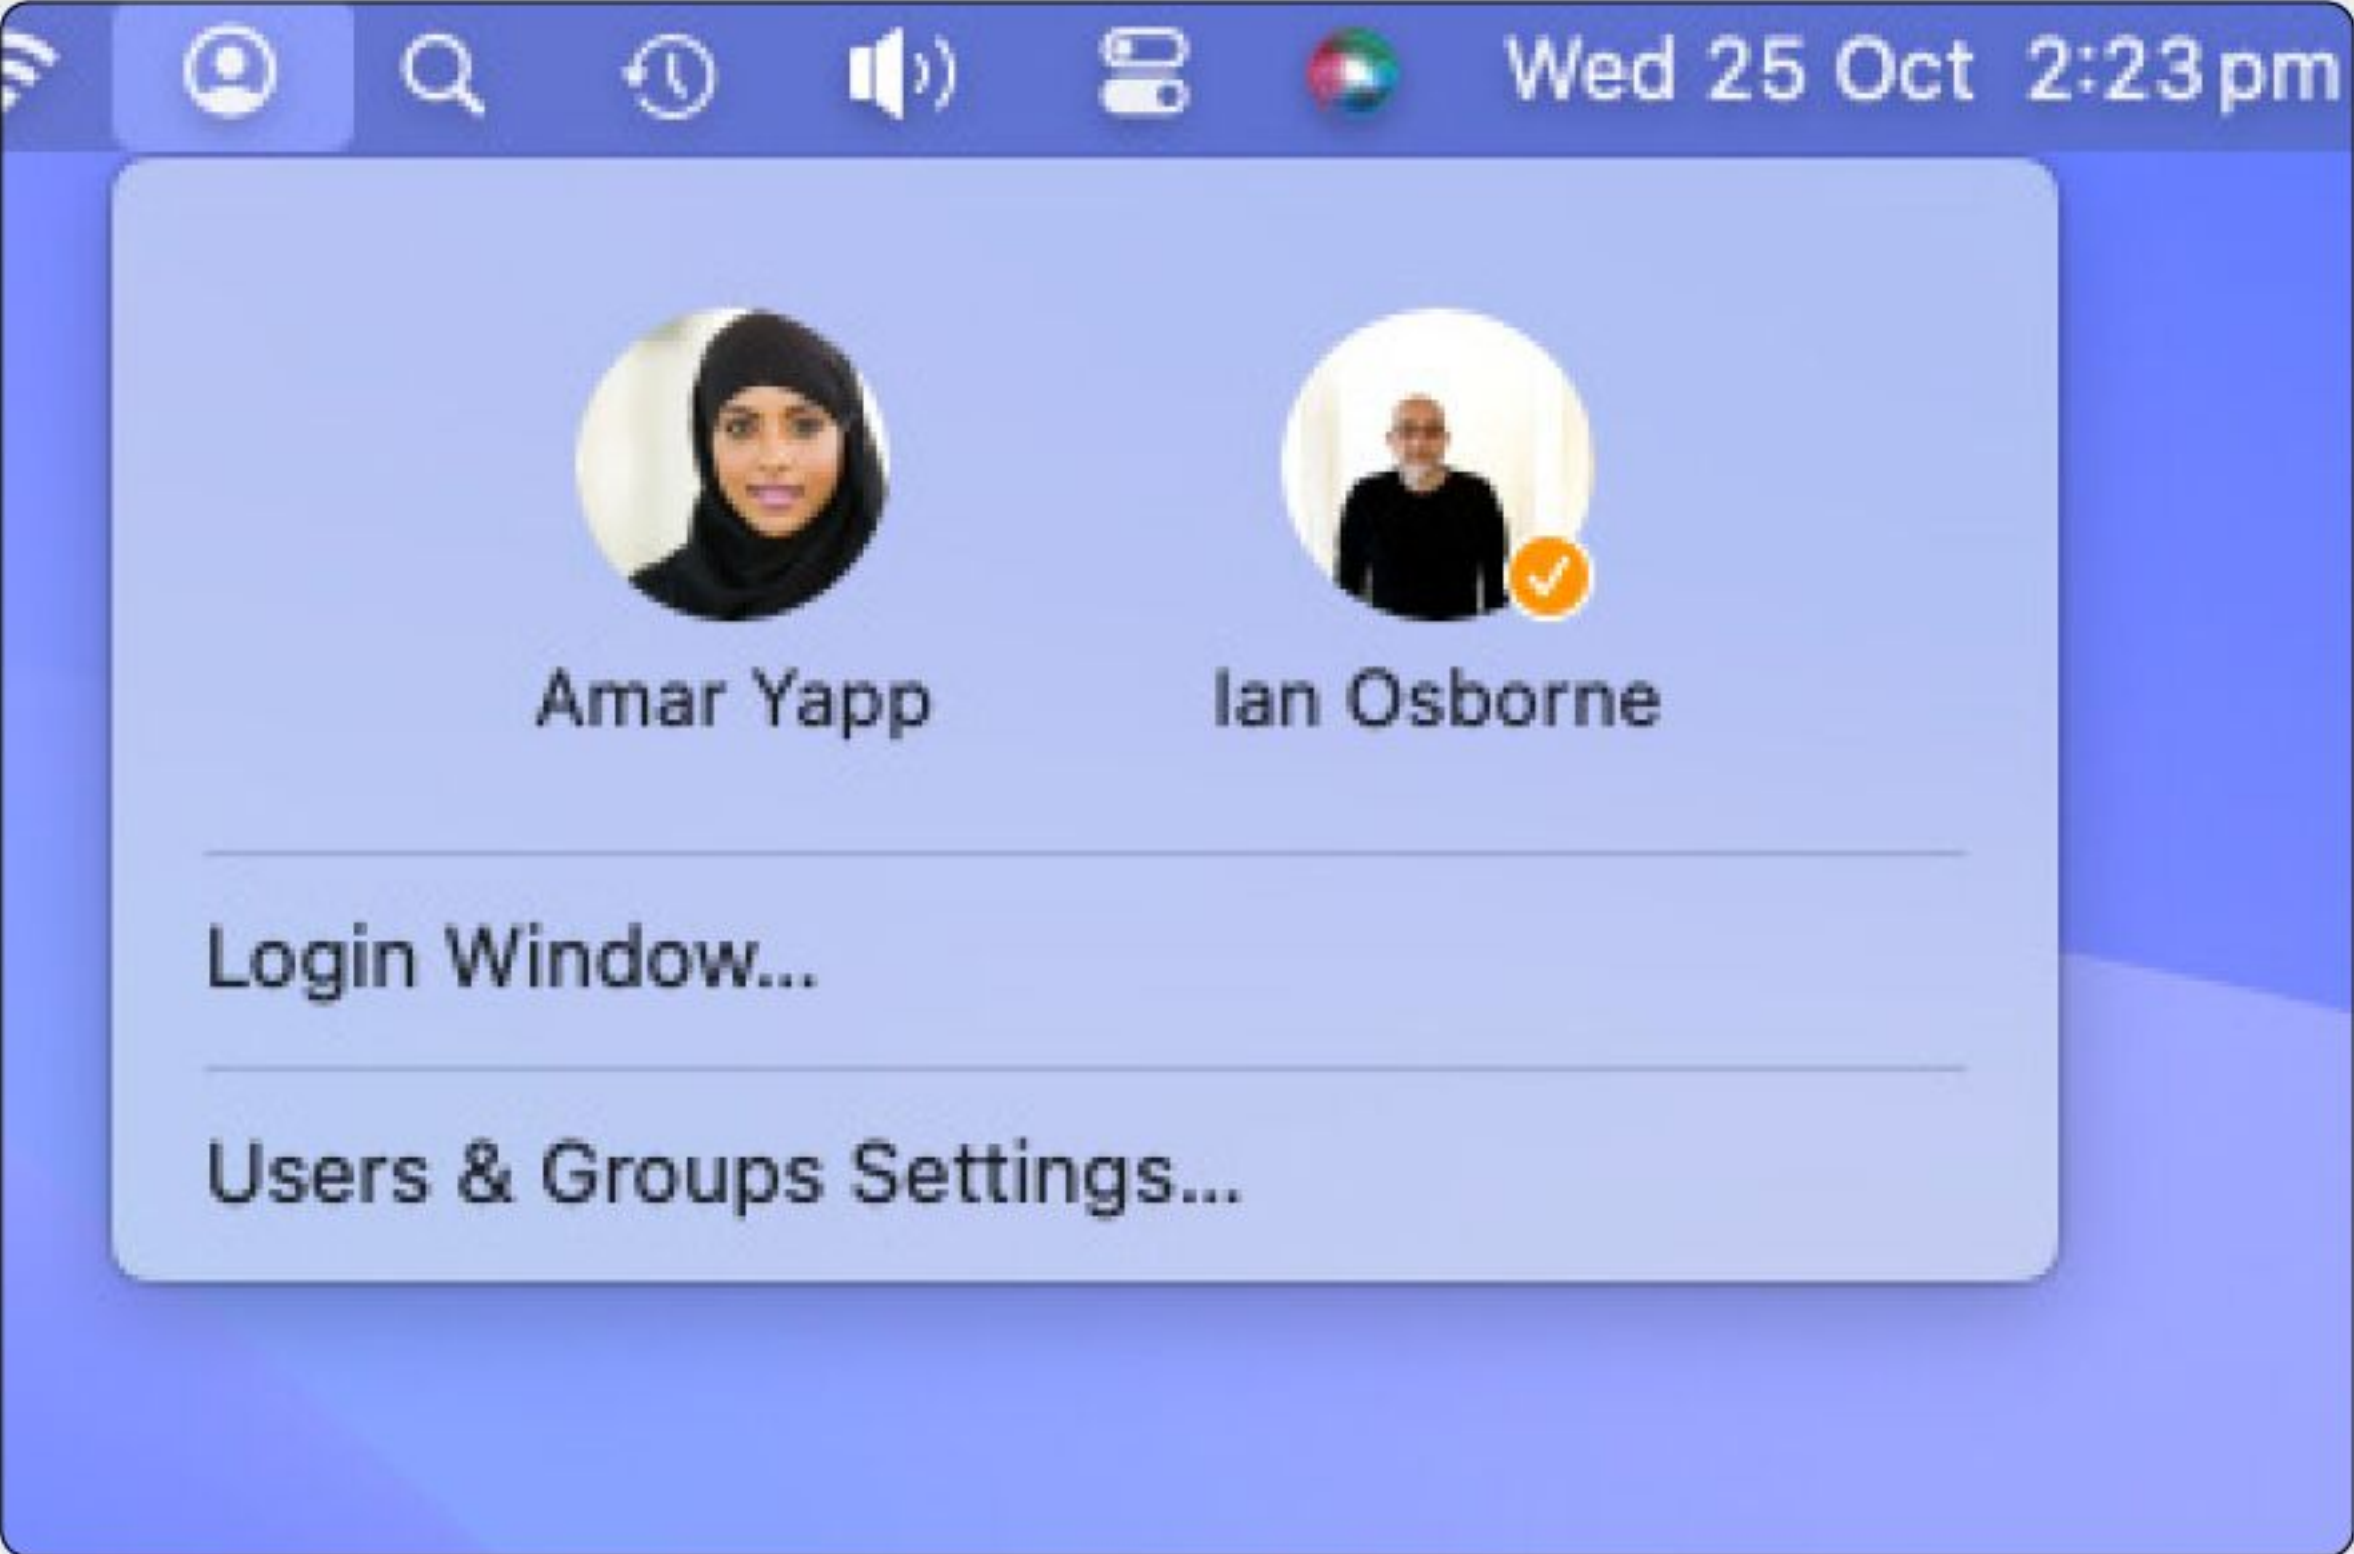 Wed 25 Oct 2:23 pm
Amar Yapp Ian Osborne
Login Window...
Users & Groups Settings...